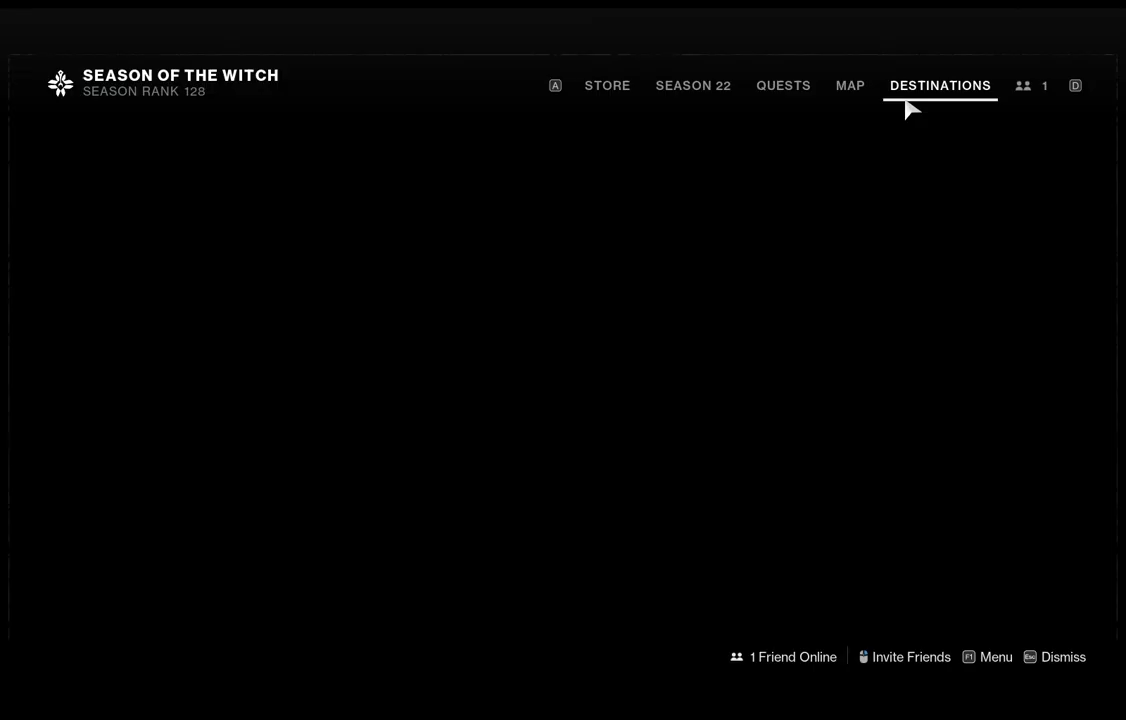 SEASON OF THE WITCH
SEASON RANK 128
A STORE SEASON 22 QUESTS MAP DESTINATIONS 1 D
1 Friend Online Invite Friends F1 Menu Esc Dismiss